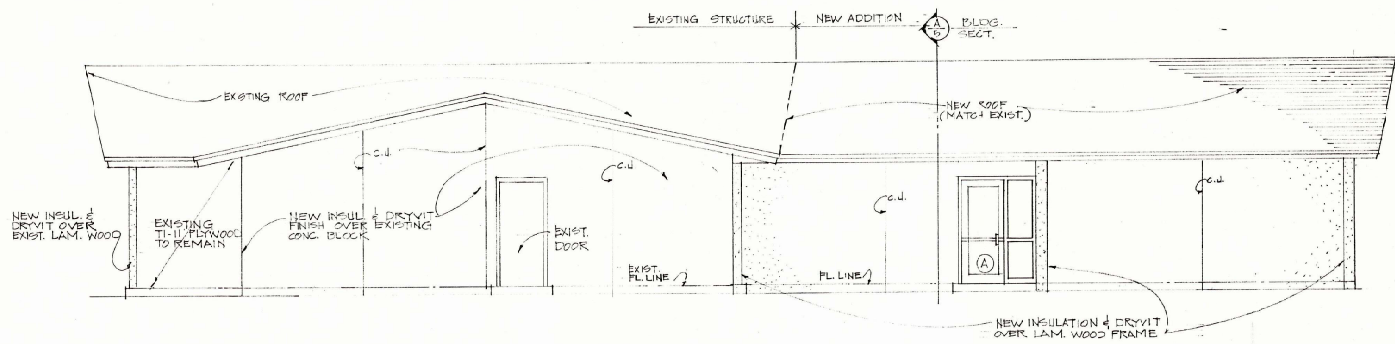 EXISTING STRUCTURE
NEW ADDITION
A
5
BLDG.
SECT.
EXISTING ROOF
NEW ROOF
(MATCH EXIST.)
C.J.
C.J.
C.J.
C.J.
NEW INSUL. &
DRYVIT OVER
EXIST. LAM. WOOD
EXISTING
T1-11 PLYWOOD
TO REMAIN
NEW INSUL. & DRYVIT
FINISH OVER EXISTING
CONC. BLOCK
EXIST.
DOOR
EXIST.
FL. LINE
FL. LINE
A
NEW INSULATION & DRYVIT
OVER LAM. WOOD FRAME